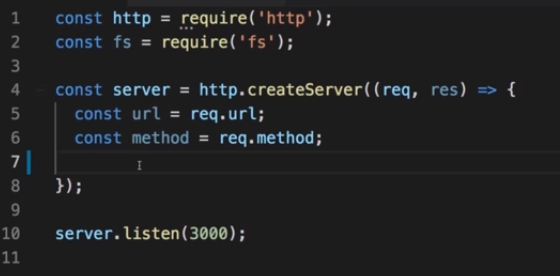 1 const http = require('http');
2 const fs = require('fs');
3
4 const server = http.createServer((req, res) => {
5 const url = req.url;
6 const method = req.method;
7
8 });
9
10 server.listen(3000);
11